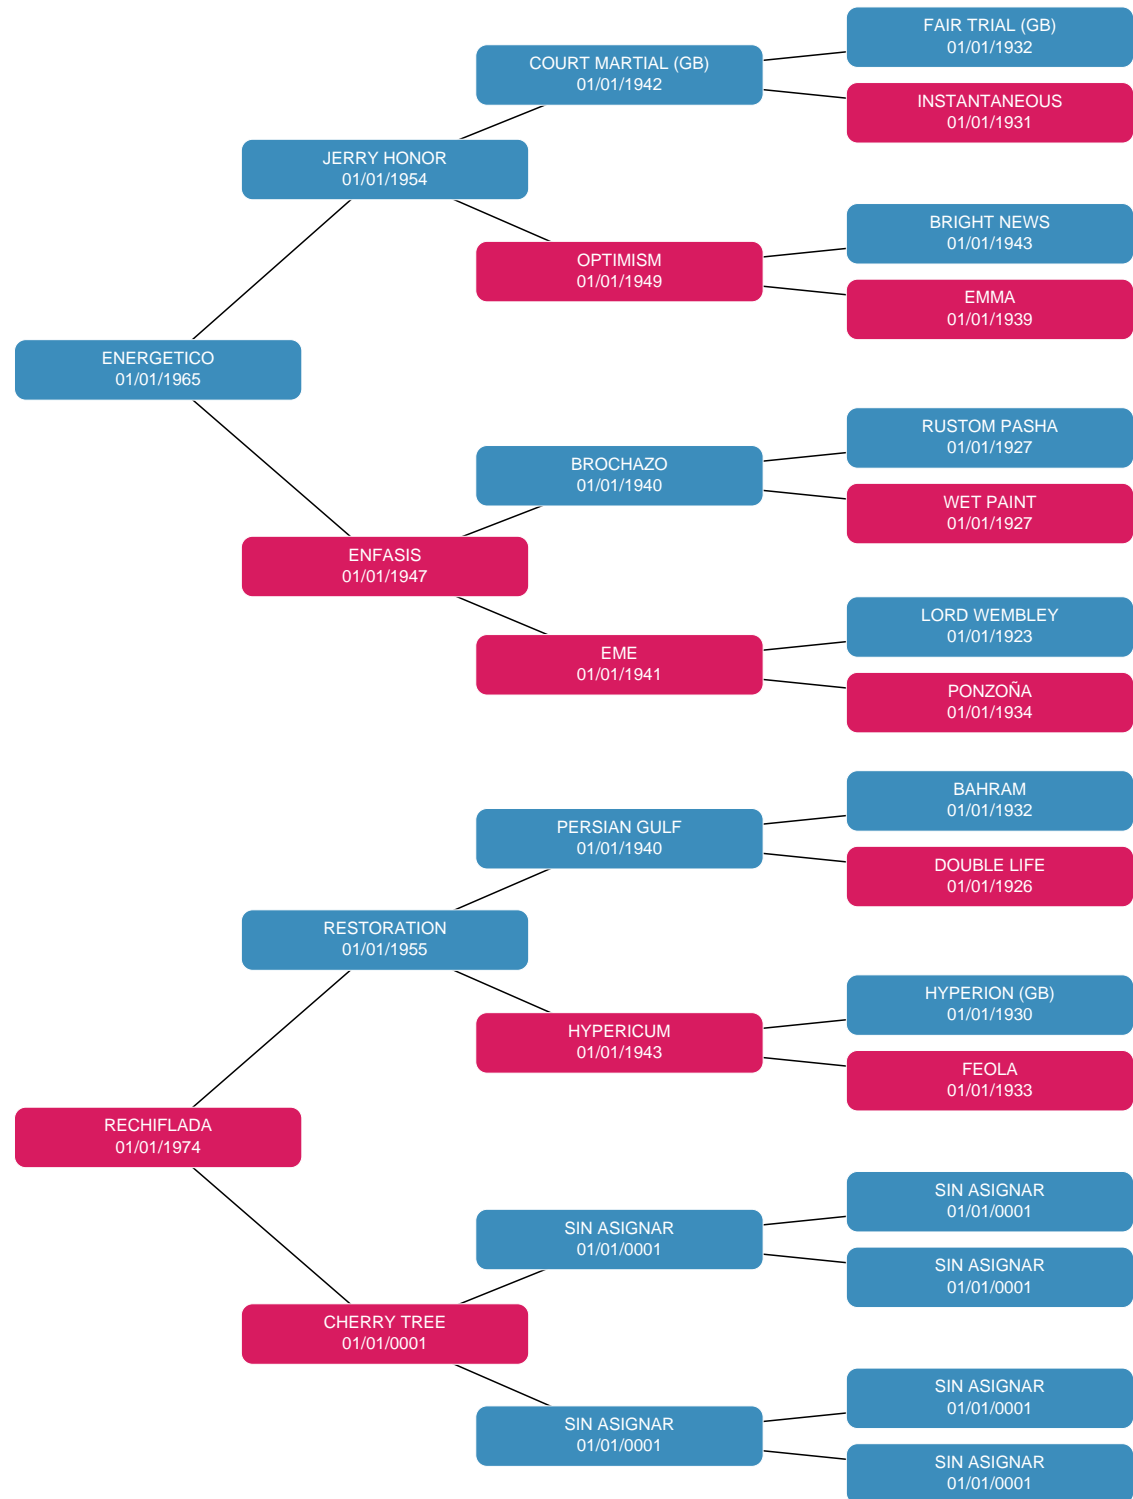 FAIR TRIAL (GB)
01/01/1932
COURT MARTIAL (GB)
01/01/1942
INSTANTANEOUS
01/01/1931
JERRY HONOR
01/01/1954
BRIGHT NEWS
01/01/1943
OPTIMISM
01/01/1949
EMMA
01/01/1939
ENERGETICO
01/01/1965
RUSTOM PASHA
01/01/1927
BROCHAZO
01/01/1940
WET PAINT
01/01/1927
ENFASIS
01/01/1947
LORD WEMBLEY
01/01/1923
EME
01/01/1941
PONZOÑA
01/01/1934
BAHRAM
01/01/1932
PERSIAN GULF
01/01/1940
DOUBLE LIFE
01/01/1926
RESTORATION
01/01/1955
HYPERION (GB)
01/01/1930
HYPERICUM
01/01/1943
FEOLA
01/01/1933
RECHIFLADA
01/01/1974
SIN ASIGNAR
01/01/0001
SIN ASIGNAR
01/01/0001
SIN ASIGNAR
01/01/0001
CHERRY TREE
01/01/0001
SIN ASIGNAR
01/01/0001
SIN ASIGNAR
01/01/0001
SIN ASIGNAR
01/01/0001